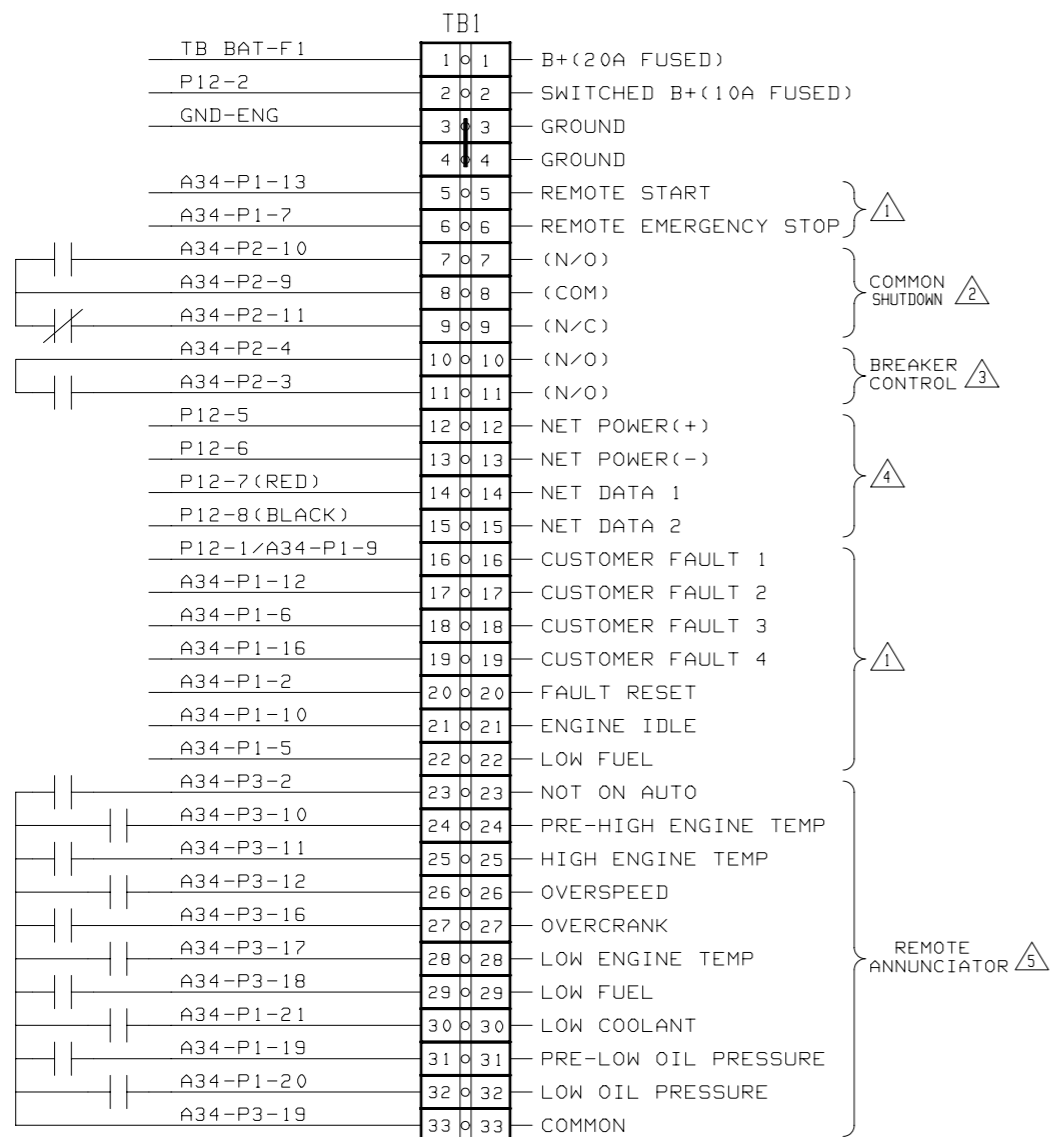 TB1
TB BAT-F1 1 1 B+(20A FUSED)
P12-2 2 2 SWITCHED B+(10A FUSED)
GND-ENG 3 3 GROUND
4 4 GROUND
A34-P1-13 5 5 REMOTE START
A34-P1-7 6 6 REMOTE EMERGENCY STOP
1
A34-P2-10 7 7 (N/O)
A34-P2-9 8 8 (COM)
A34-P2-11 9 9 (N/C)
COMMON
SHUTDOWN 2
A34-P2-4 10 10 (N/O)
A34-P2-3 11 11 (N/O)
BREAKER
CONTROL 3
P12-5 12 12 NET POWER(+)
P12-6 13 13 NET POWER(-)
P12-7(RED) 14 14 NET DATA 1
P12-8(BLACK) 15 15 NET DATA 2
4
P12-1/A34-P1-9 16 16 CUSTOMER FAULT 1
A34-P1-12 17 17 CUSTOMER FAULT 2
A34-P1-6 18 18 CUSTOMER FAULT 3
A34-P1-16 19 19 CUSTOMER FAULT 4
A34-P1-2 20 20 FAULT RESET
A34-P1-10 21 21 ENGINE IDLE
A34-P1-5 22 22 LOW FUEL
1
A34-P3-2 23 23 NOT ON AUTO
A34-P3-10 24 24 PRE-HIGH ENGINE TEMP
A34-P3-11 25 25 HIGH ENGINE TEMP
A34-P3-12 26 26 OVERSPEED
A34-P3-16 27 27 OVERCRANK
A34-P3-17 28 28 LOW ENGINE TEMP
A34-P3-18 29 29 LOW FUEL
A34-P1-21 30 30 LOW COOLANT
A34-P1-19 31 31 PRE-LOW OIL PRESSURE
A34-P1-20 32 32 LOW OIL PRESSURE
A34-P3-19 33 33 COMMON
REMOTE
ANNUNCIATOR 5